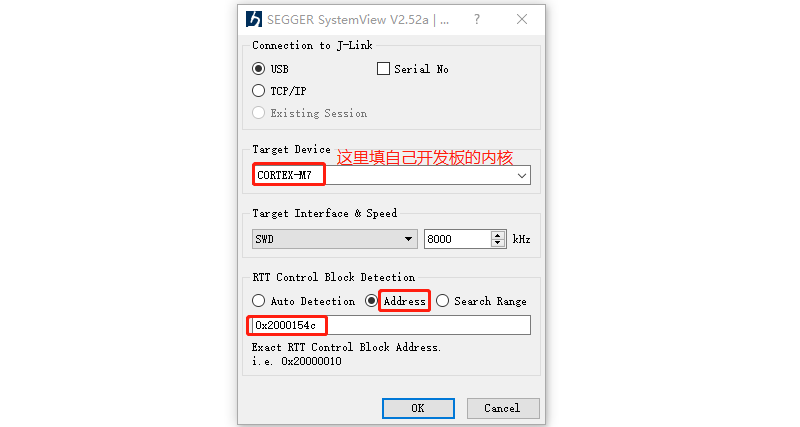 SEGGER SystemView V2.52a | ...
Connection to J-Link
USB
Serial No
TCP/IP
Existing Session
Target Device
这里填自己开发板的内核
CORTEX-M7
Target Interface & Speed
SWD
8000
kHz
RTT Control Block Detection
Auto Detection
Address
Search Range
0x2000154c
Exact RTT Control Block Address.
i.e. 0x20000010
OK
Cancel